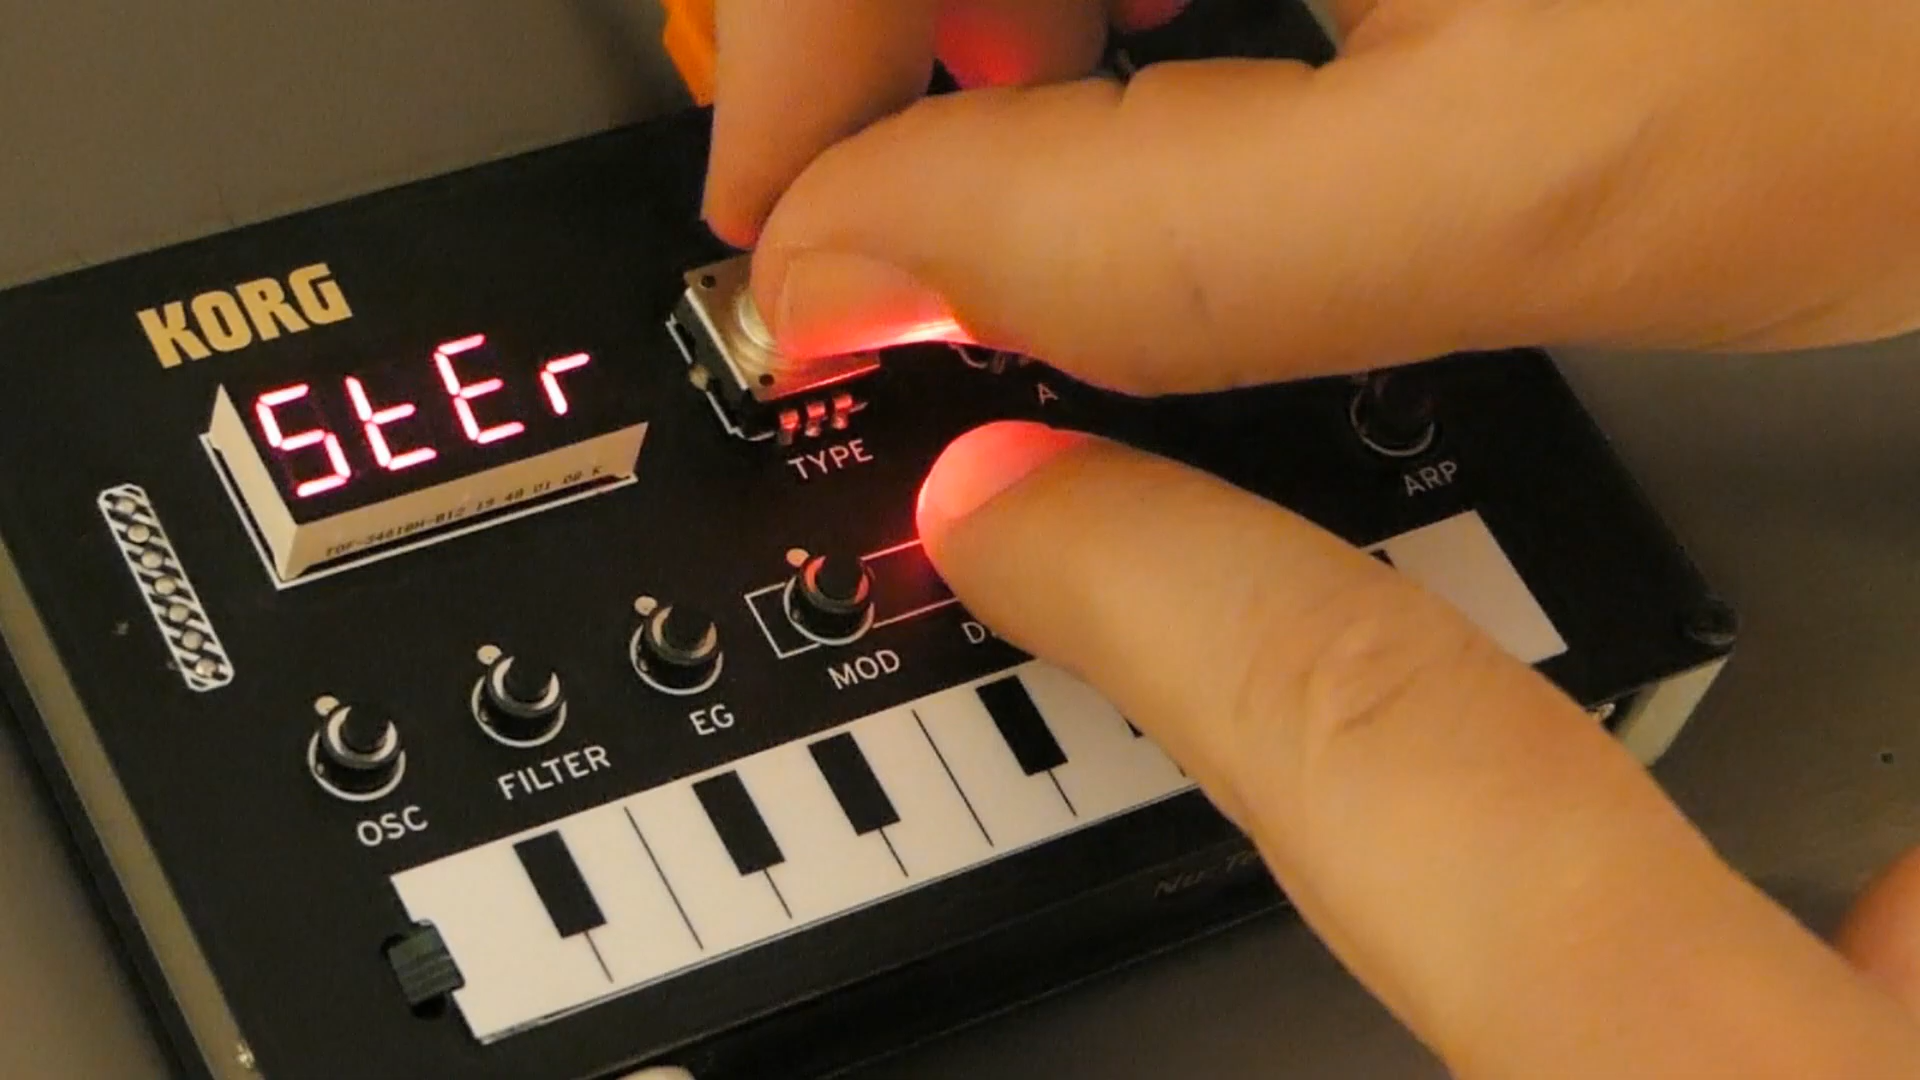 KORG
StEr
TYPE
A
ARP
MOD
EG
FILTER
OSC